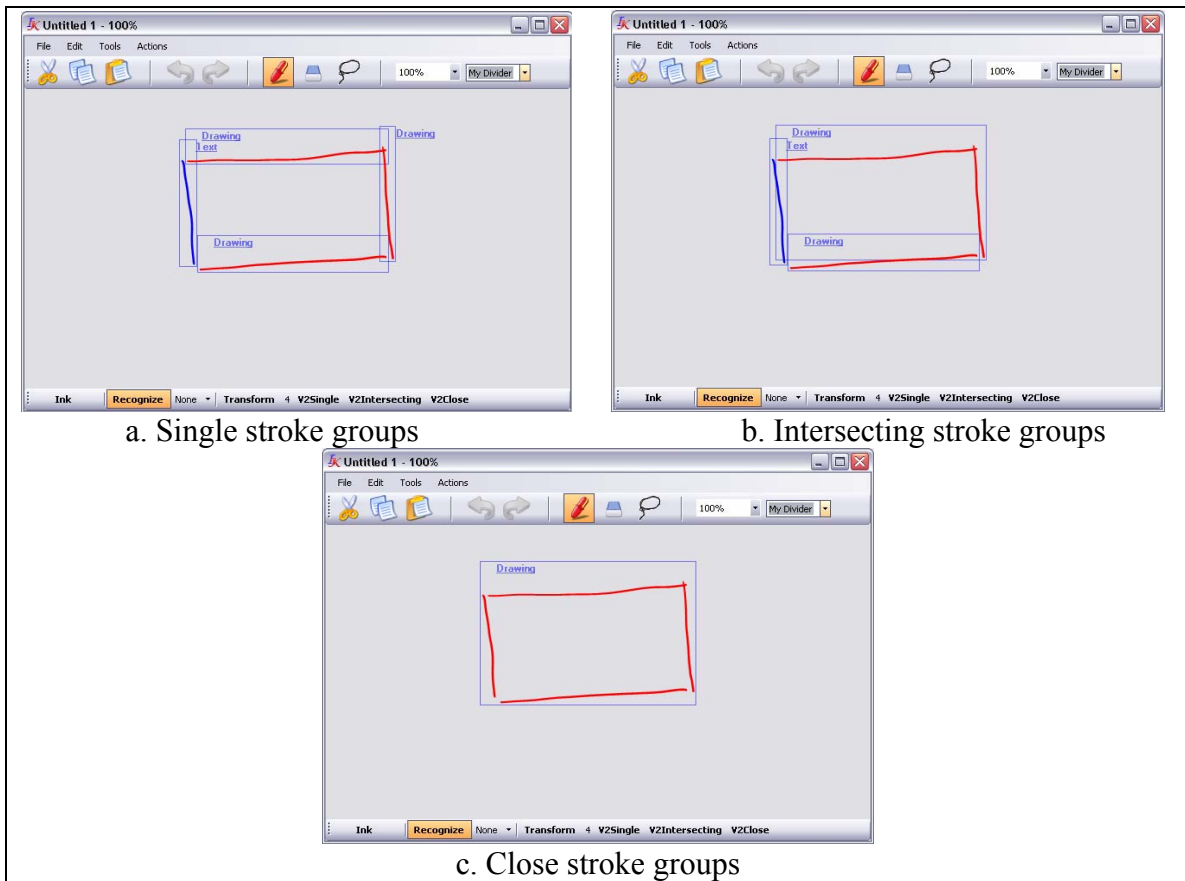 Untitled 1 - 100%
File Edit Tools Actions
100% My Divider
Drawing
Text
Drawing
Drawing
Ink Recognize None Transform 4 V2Single V2Intersecting V2Close
a. Single stroke groups
Untitled 1 - 100%
File Edit Tools Actions
100% My Divider
Drawing
Text
Drawing
Ink Recognize None Transform 4 V2Single V2Intersecting V2Close
b. Intersecting stroke groups
Untitled 1 - 100%
File Edit Tools Actions
100% My Divider
Drawing
Ink Recognize None Transform 4 V2Single V2Intersecting V2Close
c. Close stroke groups